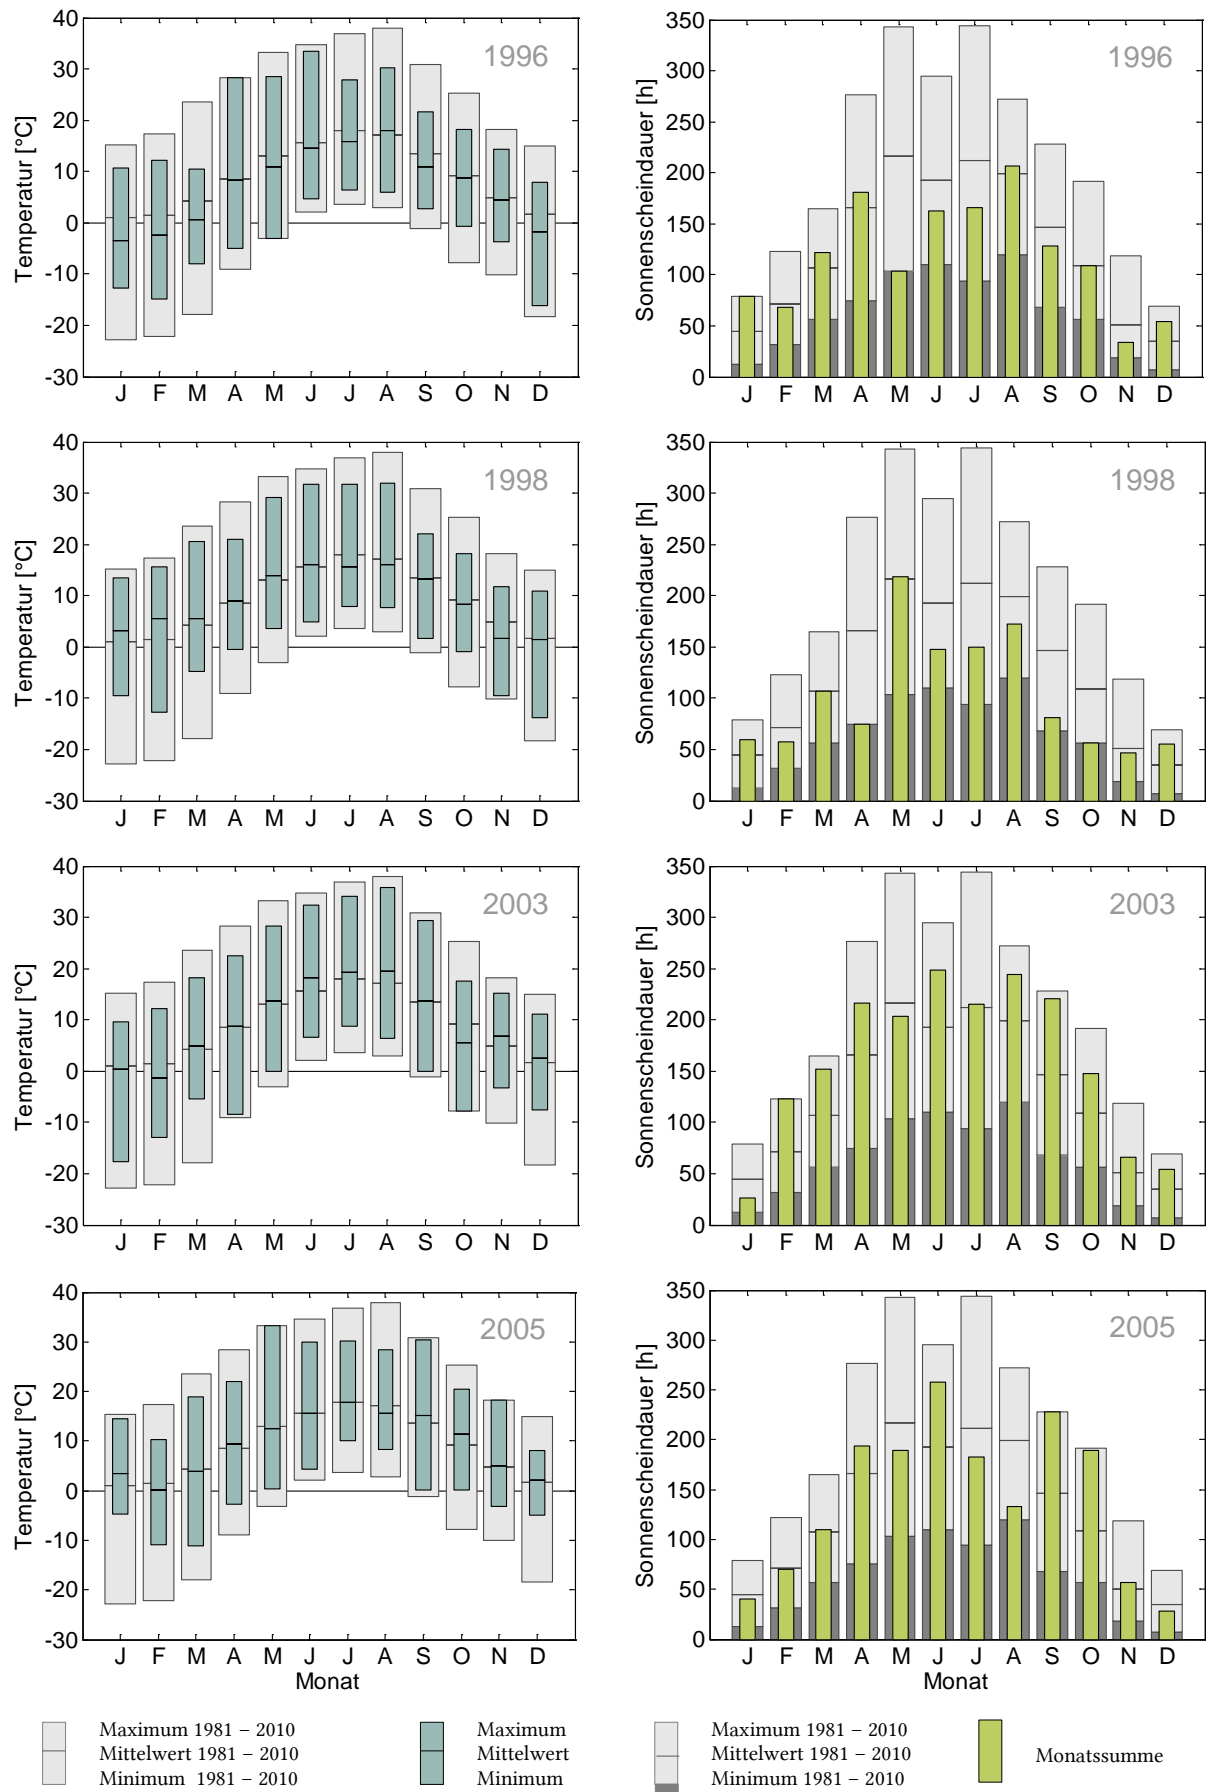 40
30
20
10
0
-10
-20
-30
Temperatur [°C]
1996
J F M A M J J A S O N D
350
300
250
200
150
100
50
0
Sonnenscheindauer [h]
1996
J F M A M J J A S O N D
40
30
20
10
0
-10
-20
-30
Temperatur [°C]
1998
J F M A M J J A S O N D
350
300
250
200
150
100
50
0
Sonnenscheindauer [h]
1998
J F M A M J J A S O N D
40
30
20
10
0
-10
-20
-30
Temperatur [°C]
2003
J F M A M J J A S O N D
350
300
250
200
150
100
50
0
Sonnenscheindauer [h]
2003
J F M A M J J A S O N D
40
30
20
10
0
-10
-20
-30
Temperatur [°C]
2005
J F M A M J J A S O N D
Monat
350
300
250
200
150
100
50
0
Sonnenscheindauer [h]
2005
J F M A M J J A S O N D
Monat
Maximum 1981 – 2010
Mittelwert 1981 – 2010
Minimum 1981 – 2010
Maximum
Mittelwert
Minimum
Maximum 1981 – 2010
Mittelwert 1981 – 2010
Minimum 1981 – 2010
Monatssumme